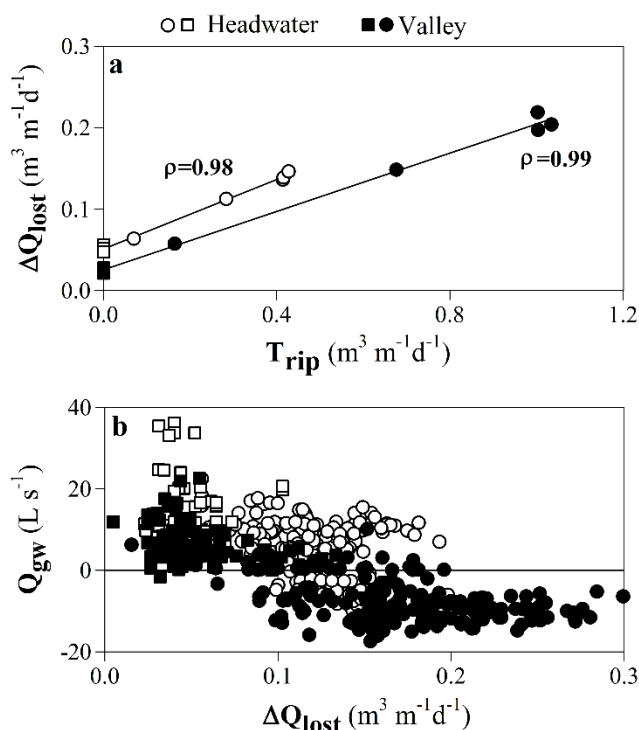 ○ □ Headwater ■ ● Valley
a
0.3
0.2
0.1
0.0
ΔQlost (m³ m⁻¹d⁻¹)
ρ=0.98
ρ=0.99
0.0 0.4 0.8 1.2
Trip (m³ m⁻¹d⁻¹)
b
40
20
0
-20
Qgw (L s⁻¹)
0.0 0.1 0.2 0.3
ΔQlost (m³ m⁻¹d⁻¹)